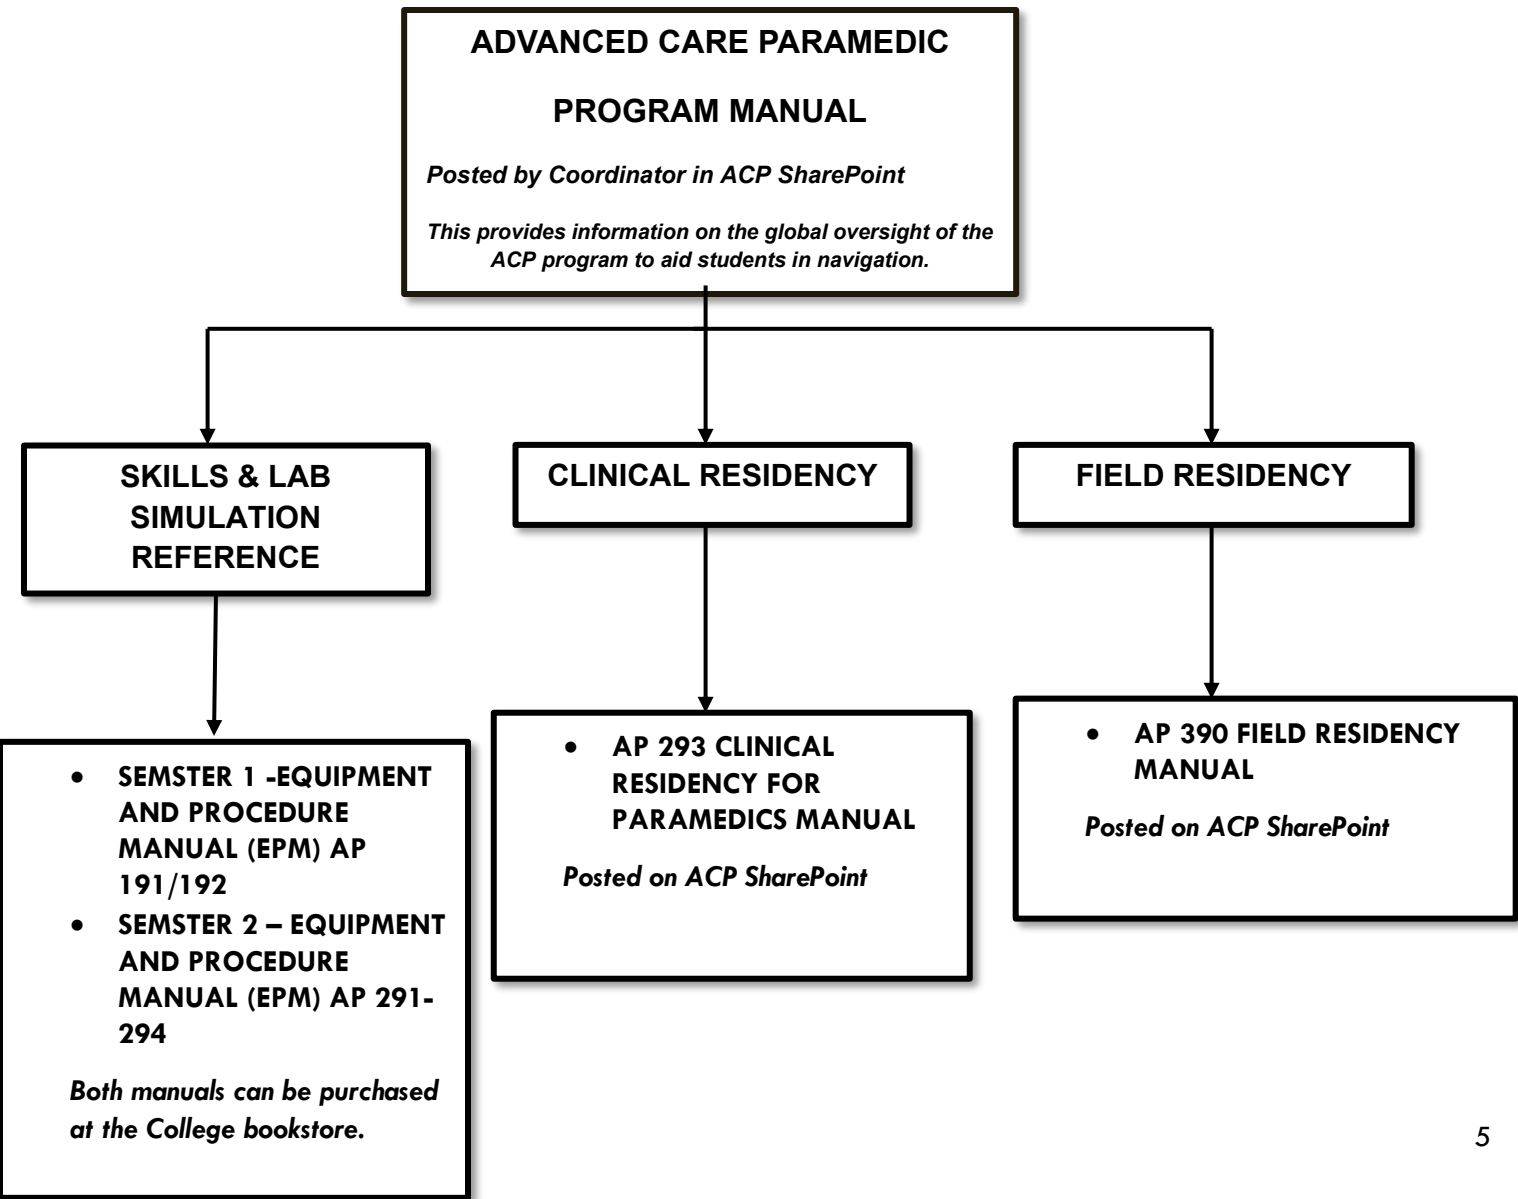 ADVANCED CARE PARAMEDIC
PROGRAM MANUAL
Posted by Coordinator in ACP SharePoint
This provides information on the global oversight of the
ACP program to aid students in navigation.
SKILLS & LAB
SIMULATION
REFERENCE
CLINICAL RESIDENCY
FIELD RESIDENCY
• SEMSTER 1 -EQUIPMENT
AND PROCEDURE
MANUAL (EPM) AP
191/192
• SEMSTER 2 – EQUIPMENT
AND PROCEDURE
MANUAL (EPM) AP 291-
294
Both manuals can be purchased
at the College bookstore.
• AP 293 CLINICAL
RESIDENCY FOR
PARAMEDICS MANUAL
Posted on ACP SharePoint
• AP 390 FIELD RESIDENCY
MANUAL
Posted on ACP SharePoint
5